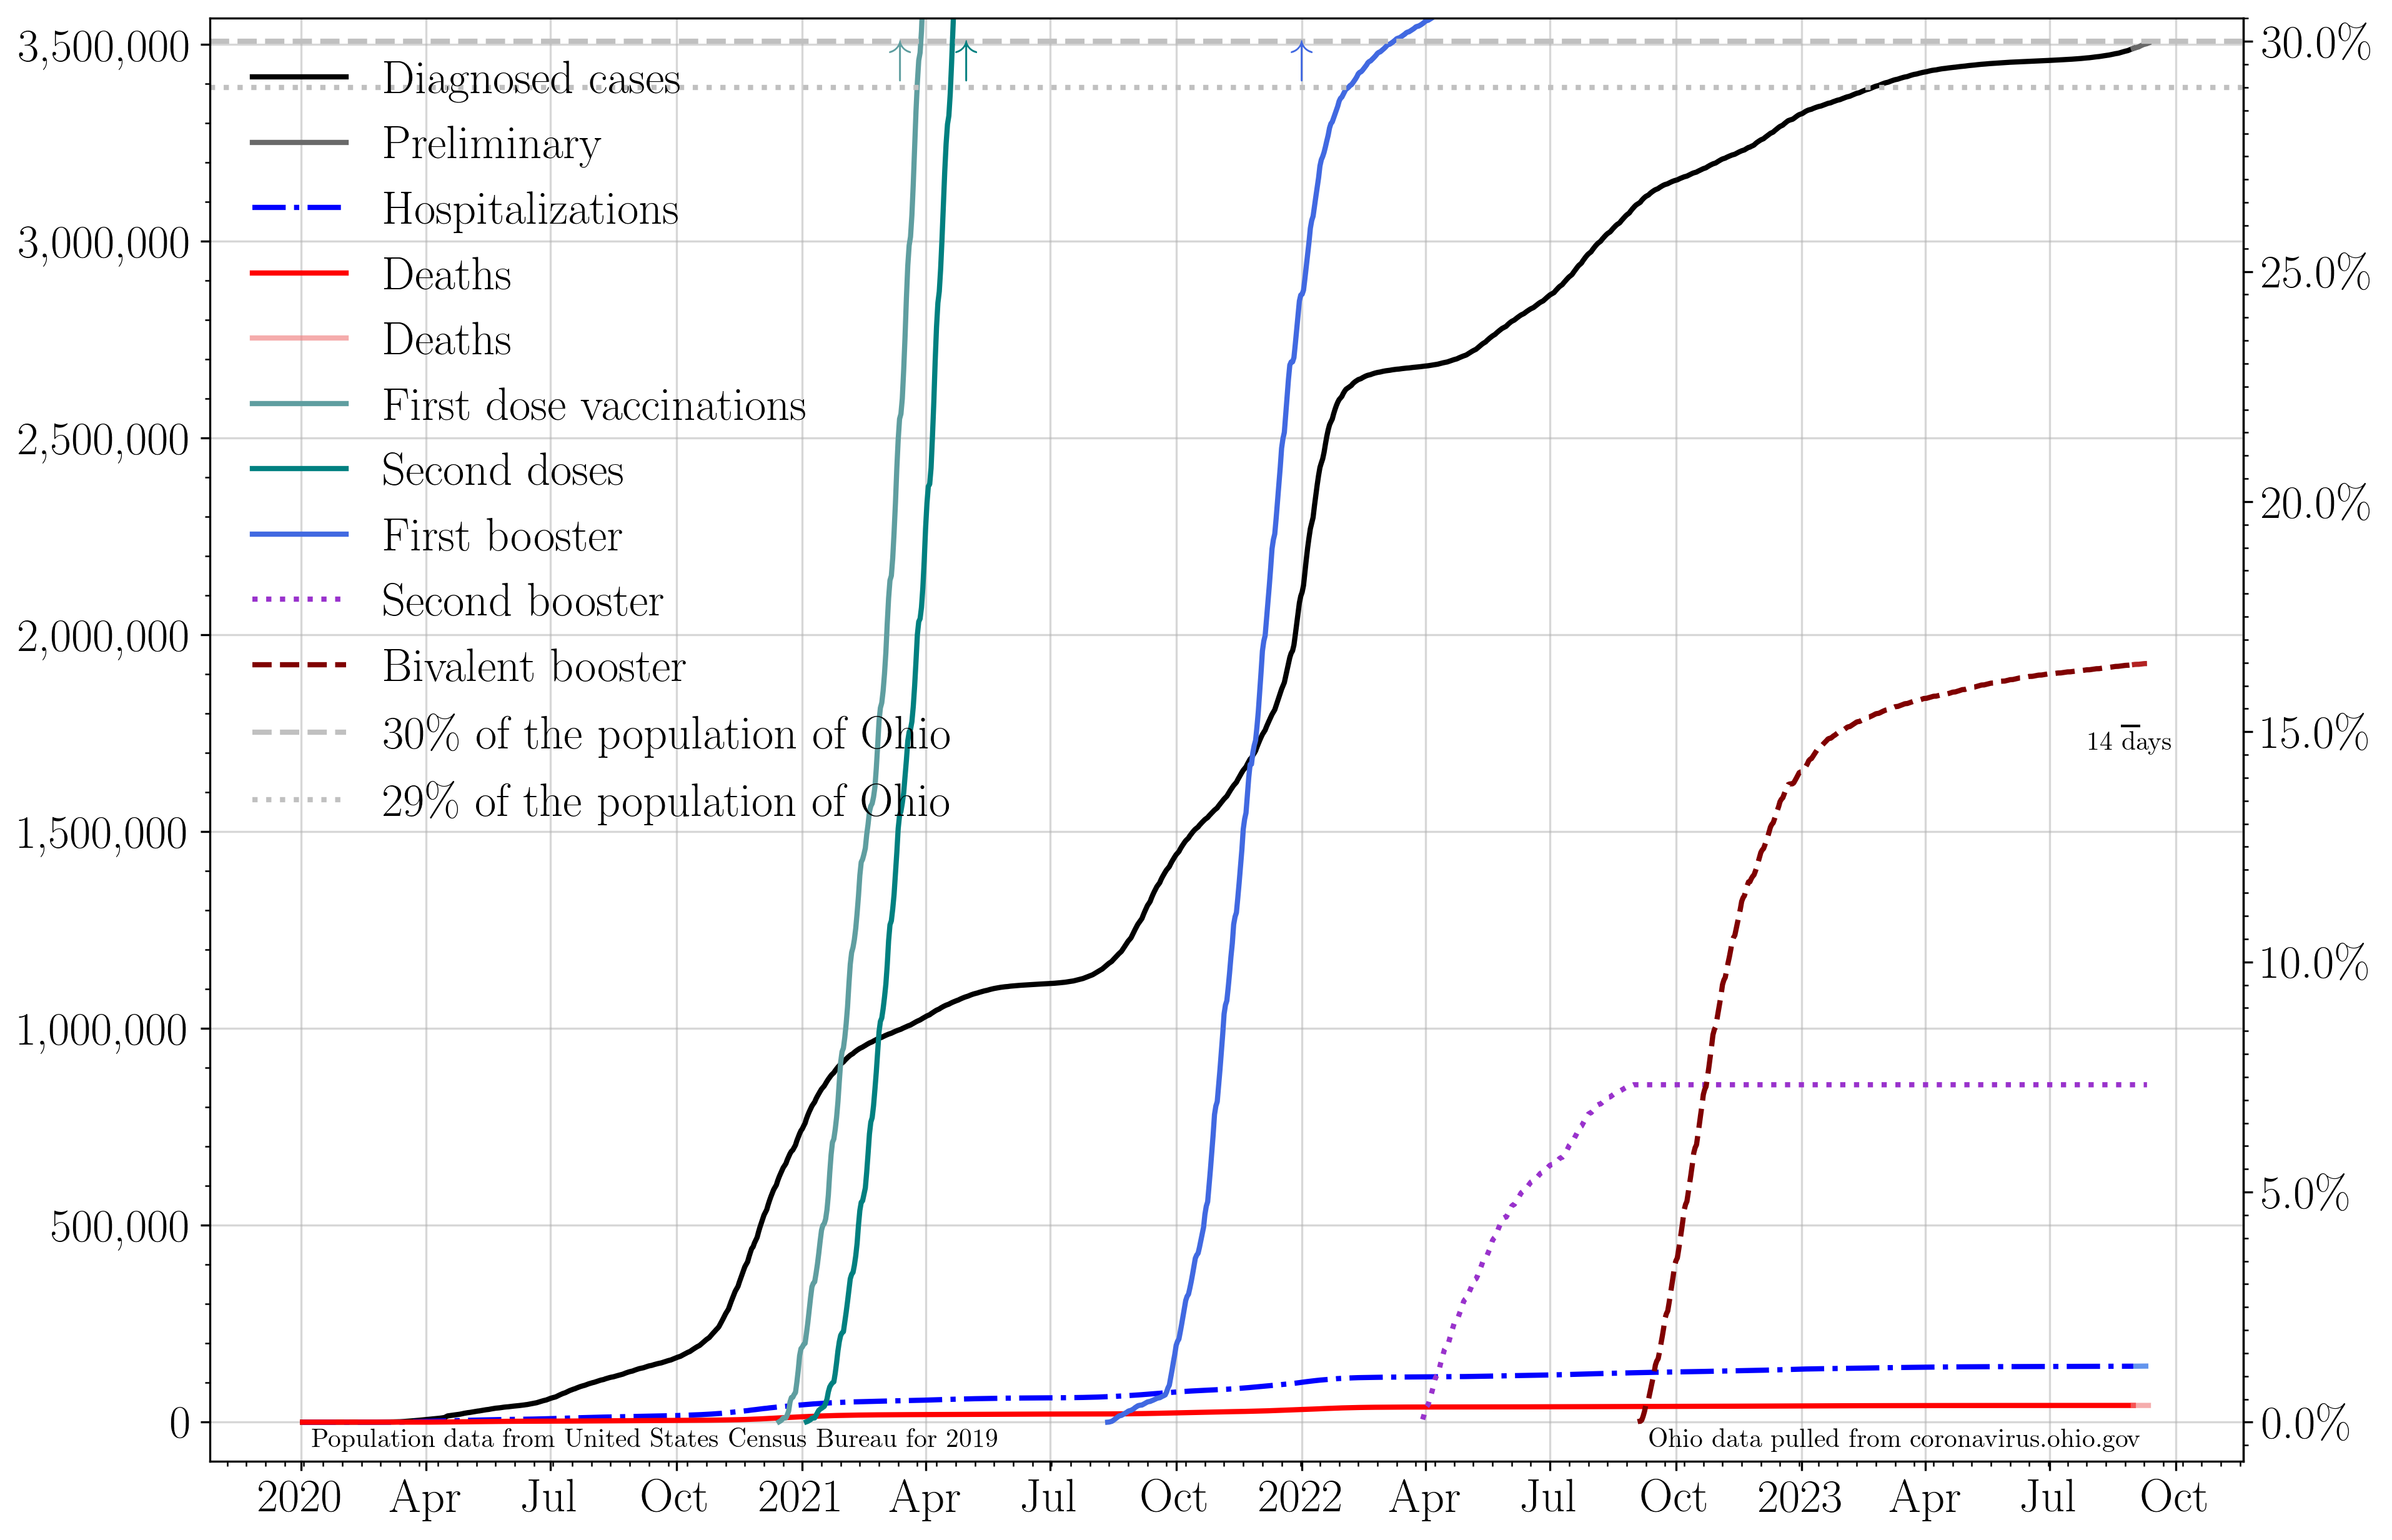 3,500,000
3,000,000
2,500,000
2,000,000
1,500,000
1,000,000
500,000
0
Diagnosed cases
Preliminary
Hospitalizations
Deaths
Deaths
First dose vaccinations
Second doses
First booster
Second booster
Bivalent booster
30% of the population of Ohio
29% of the population of Ohio
30.0%
25.0%
20.0%
15.0%
10.0%
5.0%
0.0%
14 days
Population data from United States Census Bureau for 2019
Ohio data pulled from coronavirus.ohio.gov
2020 Apr Jul Oct 2021 Apr Jul Oct 2022 Apr Jul Oct 2023 Apr Jul Oct